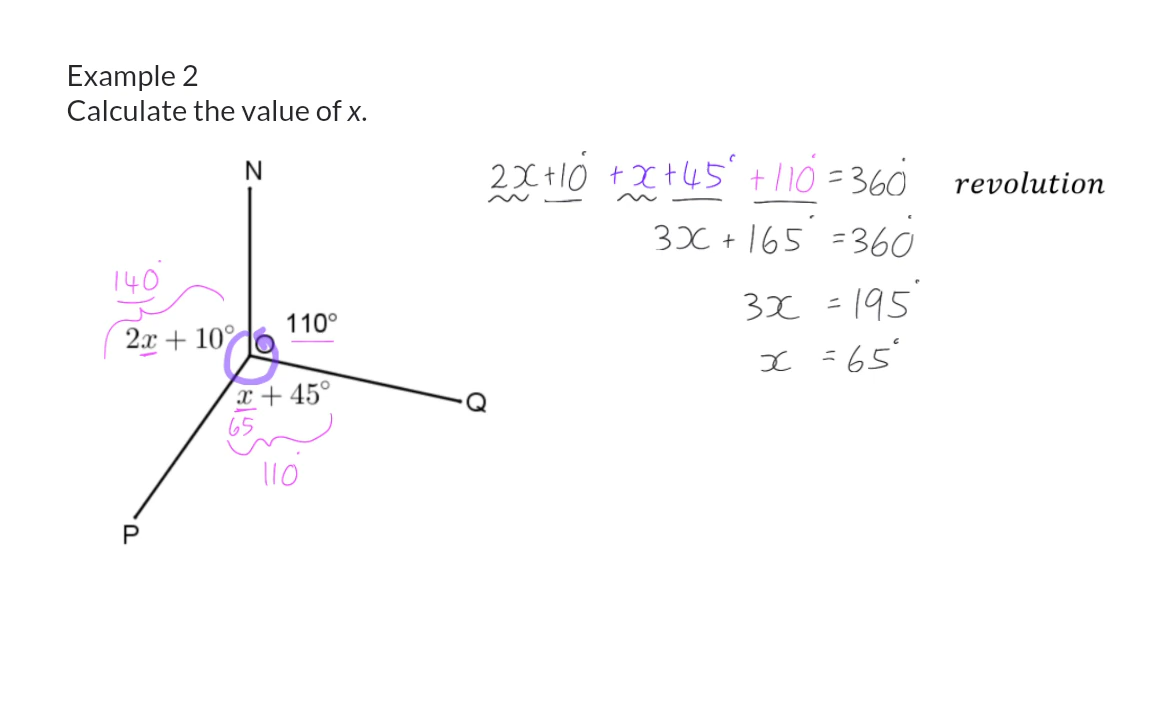 Example 2
Calculate the value of x.
N
2x+10° +x+45° +110° =360° revolution
3x + 165° =360°
140°
3x = 195°
110°
2x + 10°
O
x = 65°
x + 45°
Q
65
110°
P